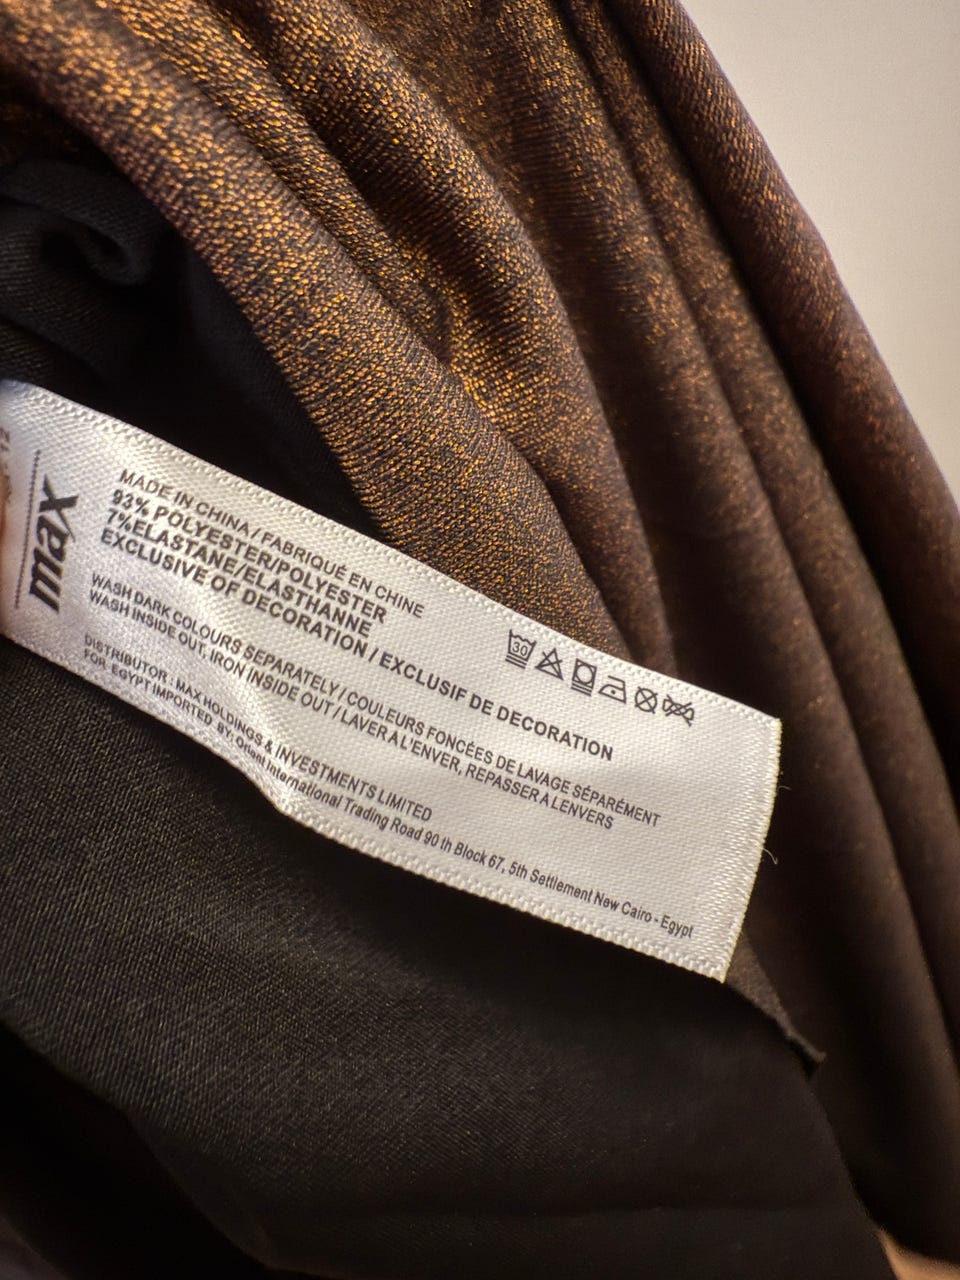 max
MADE IN CHINA / FABRIQUÉ EN CHINE
93% POLYESTER/POLYESTER
7%ELASTANE/ELASTHANNE
EXCLUSIVE OF DECORATION / EXCLUSIF DE DECORATION
30
WASH DARK COLOURS SEPARATELY / COULEURS FONCÉES DE LAVAGE SÉPARÉMENT
WASH INSIDE OUT, IRON INSIDE OUT / LAVER A L'ENVER, REPASSER A LENVERS
DISTRIBUTOR : MAX HOLDINGS & INVESTMENTS LIMITED
FOR EGYPT IMPORTED BY: Orient International Trading Road 90 th Block 67, 5th Settlement New Cairo - Egypt